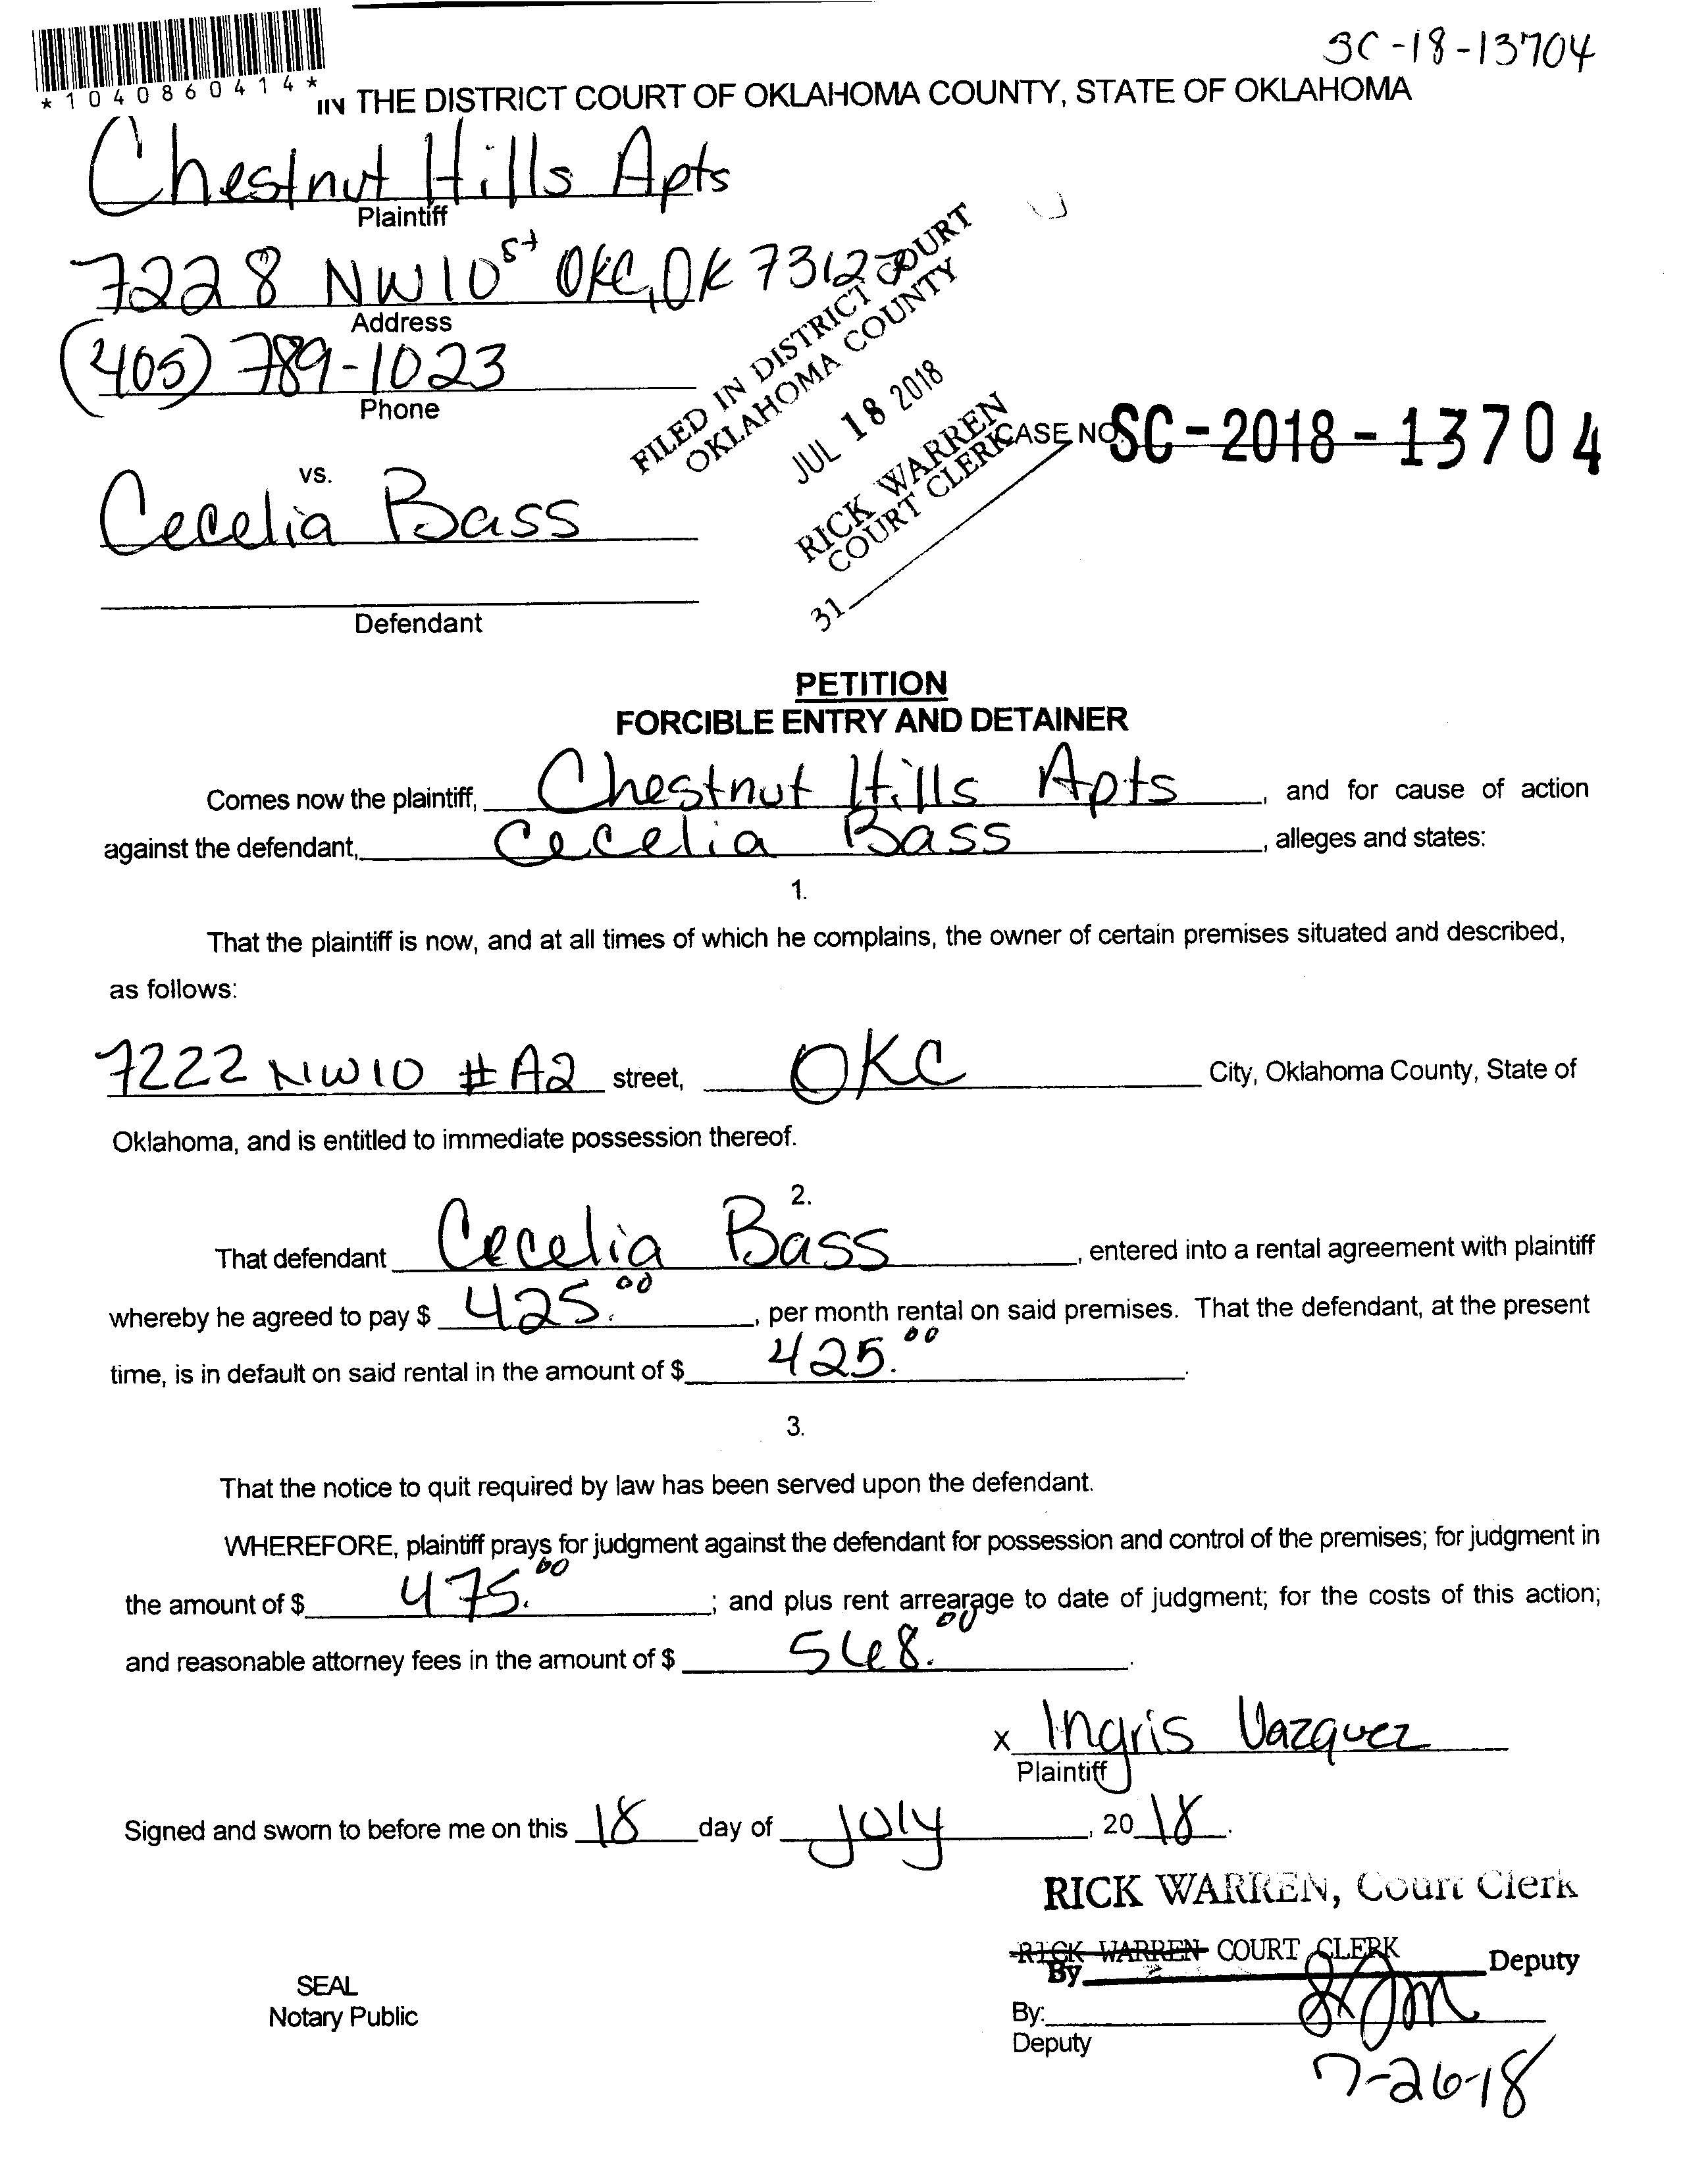 SC-18-13704
*1040860414*
IN THE DISTRICT COURT OF OKLAHOMA COUNTY, STATE OF OKLAHOMA
Chestnut Hills Apts
Plaintiff
7228 NW 10 St OKC, OK 7312
Address
(405) 789-1023
Phone
FILED IN DISTRICT COURT
OKLAHOMA COUNTY
JUL 18 2018
RICK WARREN
COURT CLERK
31
CASE NO. SC-2018-13704
vs.
Cecelia Bass
Defendant
PETITION
FORCIBLE ENTRY AND DETAINER
Comes now the plaintiff, Chestnut Hills Apts, and for cause of action
against the defendant, Cecelia Bass, alleges and states:
1.
That the plaintiff is now, and at all times of which he complains, the owner of certain premises situated and described,
as follows:
7222 NW 10 #A2 street, OKC City, Oklahoma County, State of
Oklahoma, and is entitled to immediate possession thereof.
2.
That defendant Cecelia Bass, entered into a rental agreement with plaintiff
whereby he agreed to pay $ 425.00, per month rental on said premises. That the defendant, at the present
time, is in default on said rental in the amount of $ 425.00.
3.
That the notice to quit required by law has been served upon the defendant.
WHEREFORE, plaintiff prays for judgment against the defendant for possession and control of the premises; for judgment in
the amount of $ 475.00; and plus rent arrearage to date of judgment; for the costs of this action;
and reasonable attorney fees in the amount of $ 568.00.
x Ingris Vazquez
Plaintiff
Signed and sworn to before me on this 18 day of July, 2018.
RICK WARREN, Court Clerk
RICK WARREN COURT CLERK
By Deputy
SEAL
Notary Public
By:
Deputy
7-26-18